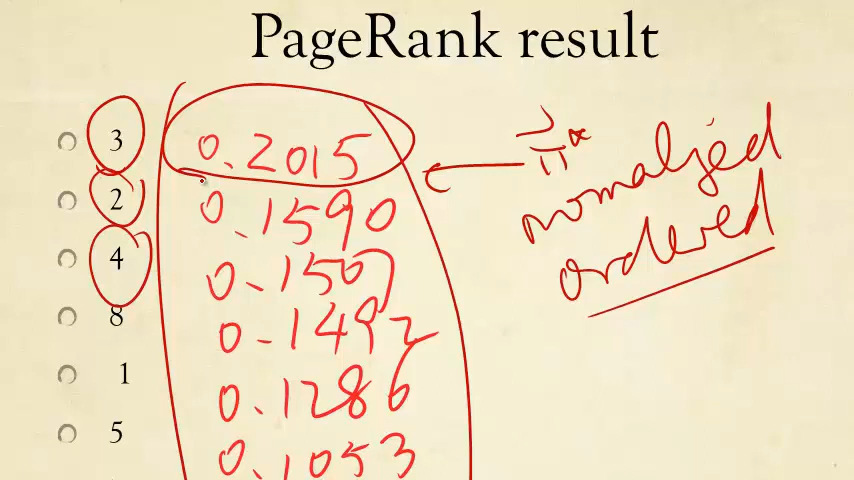 PageRank result
3 0.2015
2 0.1590
4 0.1507
8 0.1492
1 0.1286
5 0.1053
π*
normalized
ordered